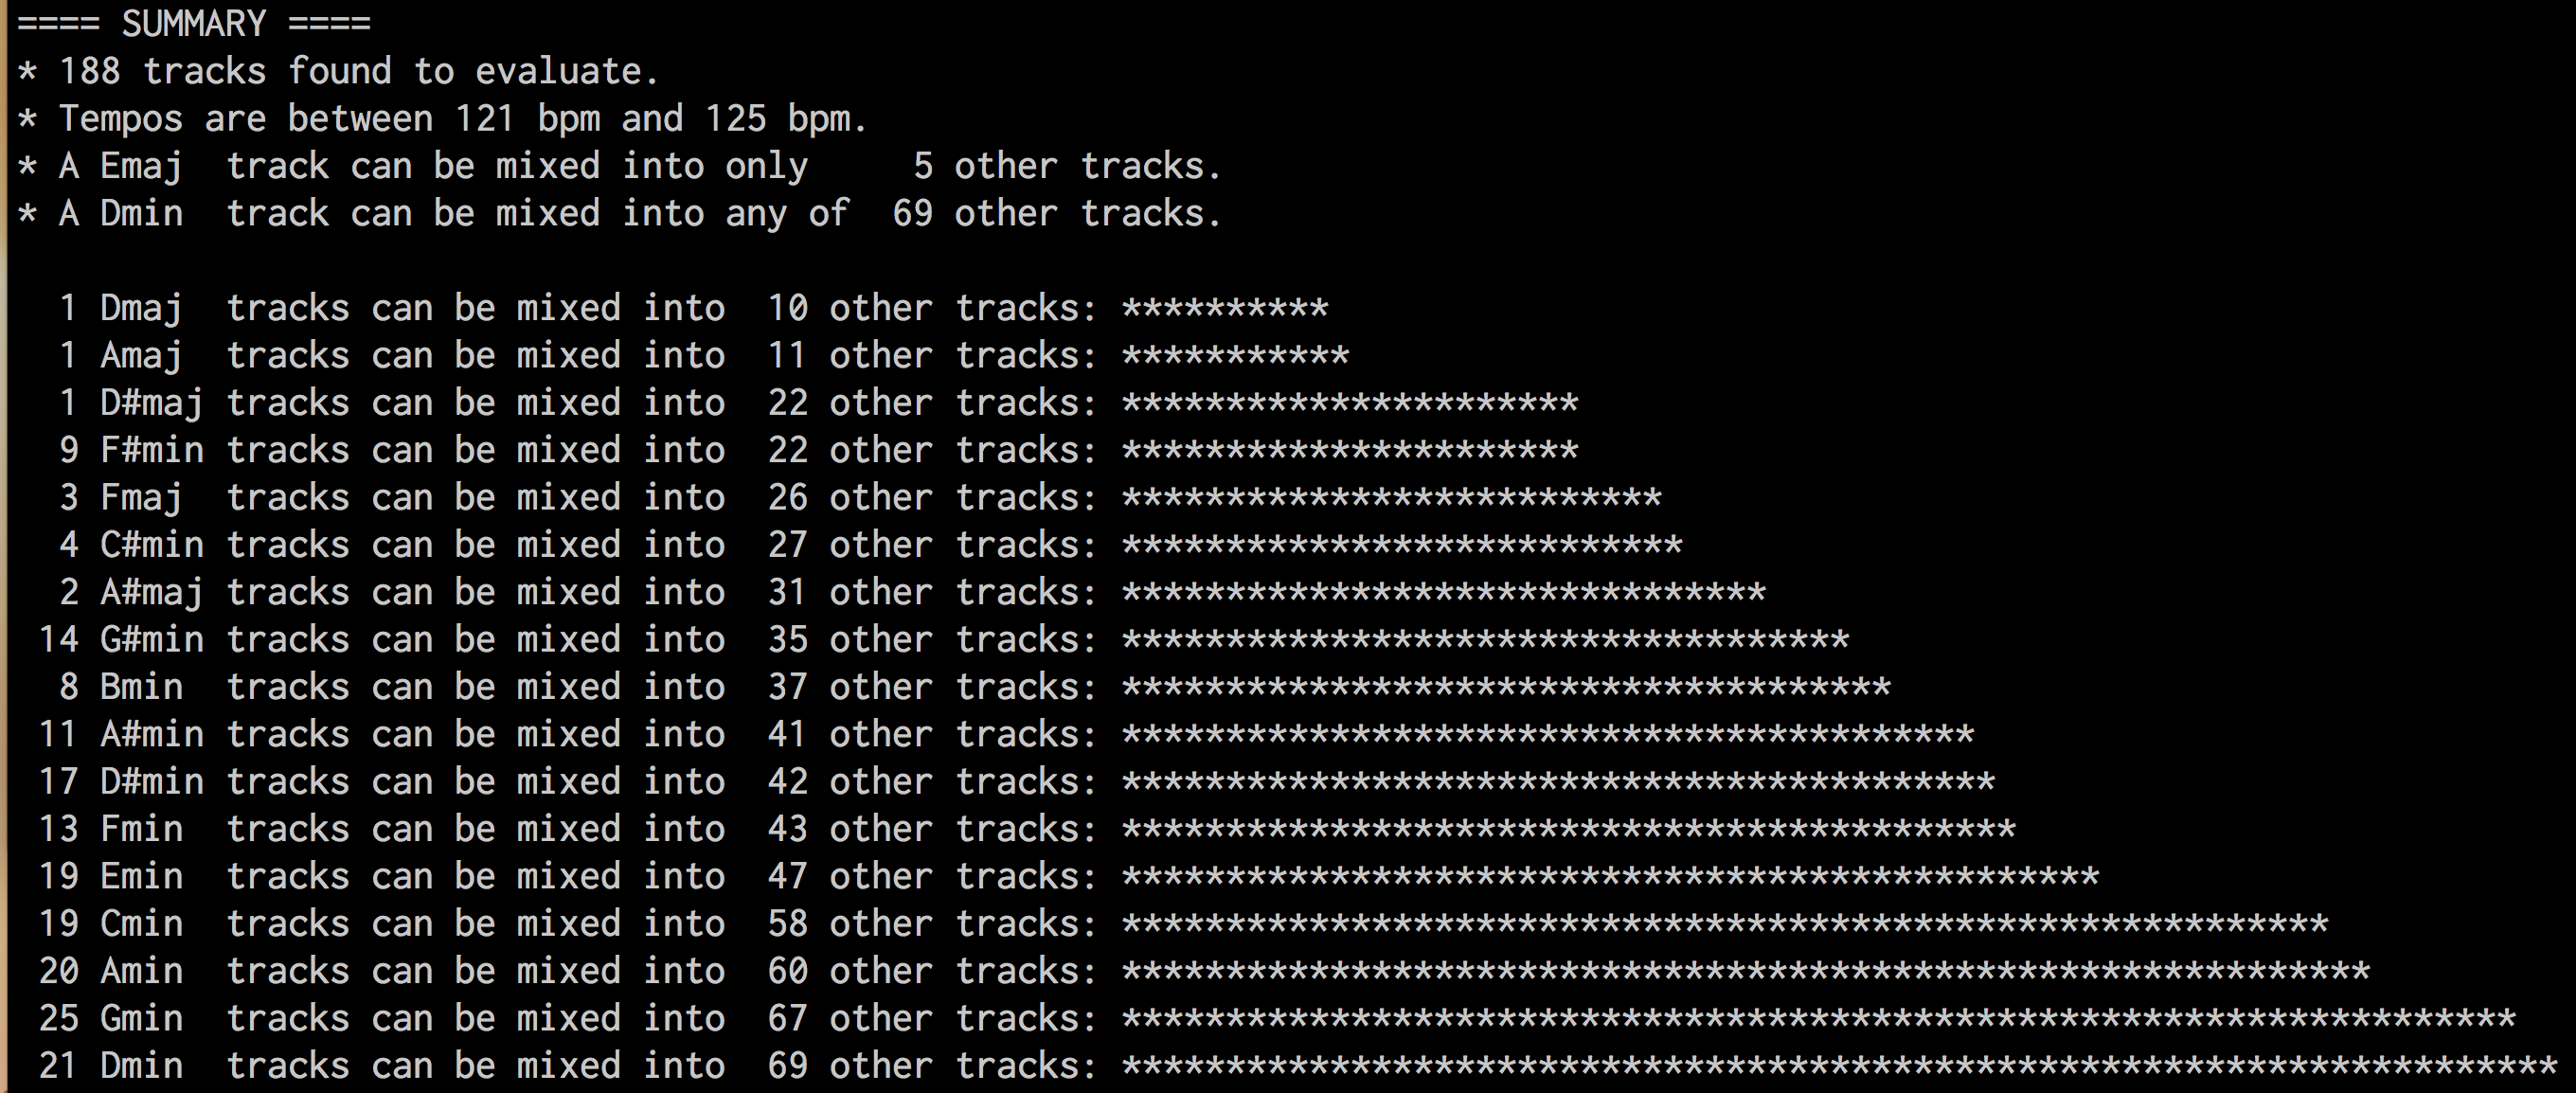 ==== SUMMARY ====
* 188 tracks found to evaluate.
* Tempos are between 121 bpm and 125 bpm.
* A Emaj  track can be mixed into only     5 other tracks.
* A Dmin  track can be mixed into any of  69 other tracks.

  1 Dmaj  tracks can be mixed into  10 other tracks: **********
  1 Amaj  tracks can be mixed into  11 other tracks: ***********
  1 D#maj tracks can be mixed into  22 other tracks: **********************
  9 F#min tracks can be mixed into  22 other tracks: **********************
  3 Fmaj  tracks can be mixed into  26 other tracks: **************************
  4 C#min tracks can be mixed into  27 other tracks: ***************************
  2 A#maj tracks can be mixed into  31 other tracks: *******************************
 14 G#min tracks can be mixed into  35 other tracks: ***********************************
  8 Bmin  tracks can be mixed into  37 other tracks: *************************************
 11 A#min tracks can be mixed into  41 other tracks: *****************************************
 17 D#min tracks can be mixed into  42 other tracks: ******************************************
 13 Fmin  tracks can be mixed into  43 other tracks: *******************************************
 19 Emin  tracks can be mixed into  47 other tracks: ***********************************************
 19 Cmin  tracks can be mixed into  58 other tracks: **********************************************************
 20 Amin  tracks can be mixed into  60 other tracks: ************************************************************
 25 Gmin  tracks can be mixed into  67 other tracks: *******************************************************************
 21 Dmin  tracks can be mixed into  69 other tracks: *********************************************************************